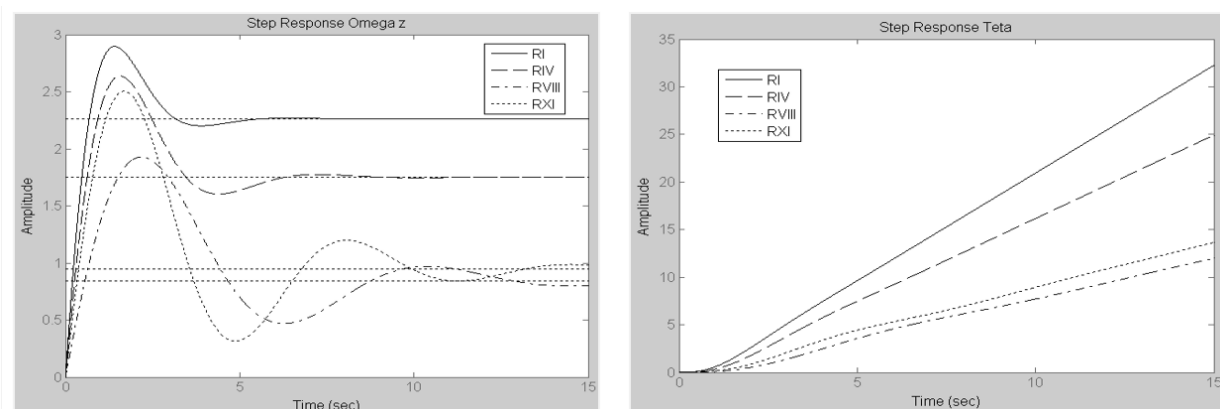 Step Response Omega z
3
2.5
2
1.5
1
0.5
0
0
5
10
15
Amplitude
Time (sec)
RI
RIV
RVIII
RXI
Step Response Teta
35
30
25
20
15
10
5
0
0
5
10
15
Amplitude
Time (sec)
RI
RIV
RVIII
RXI